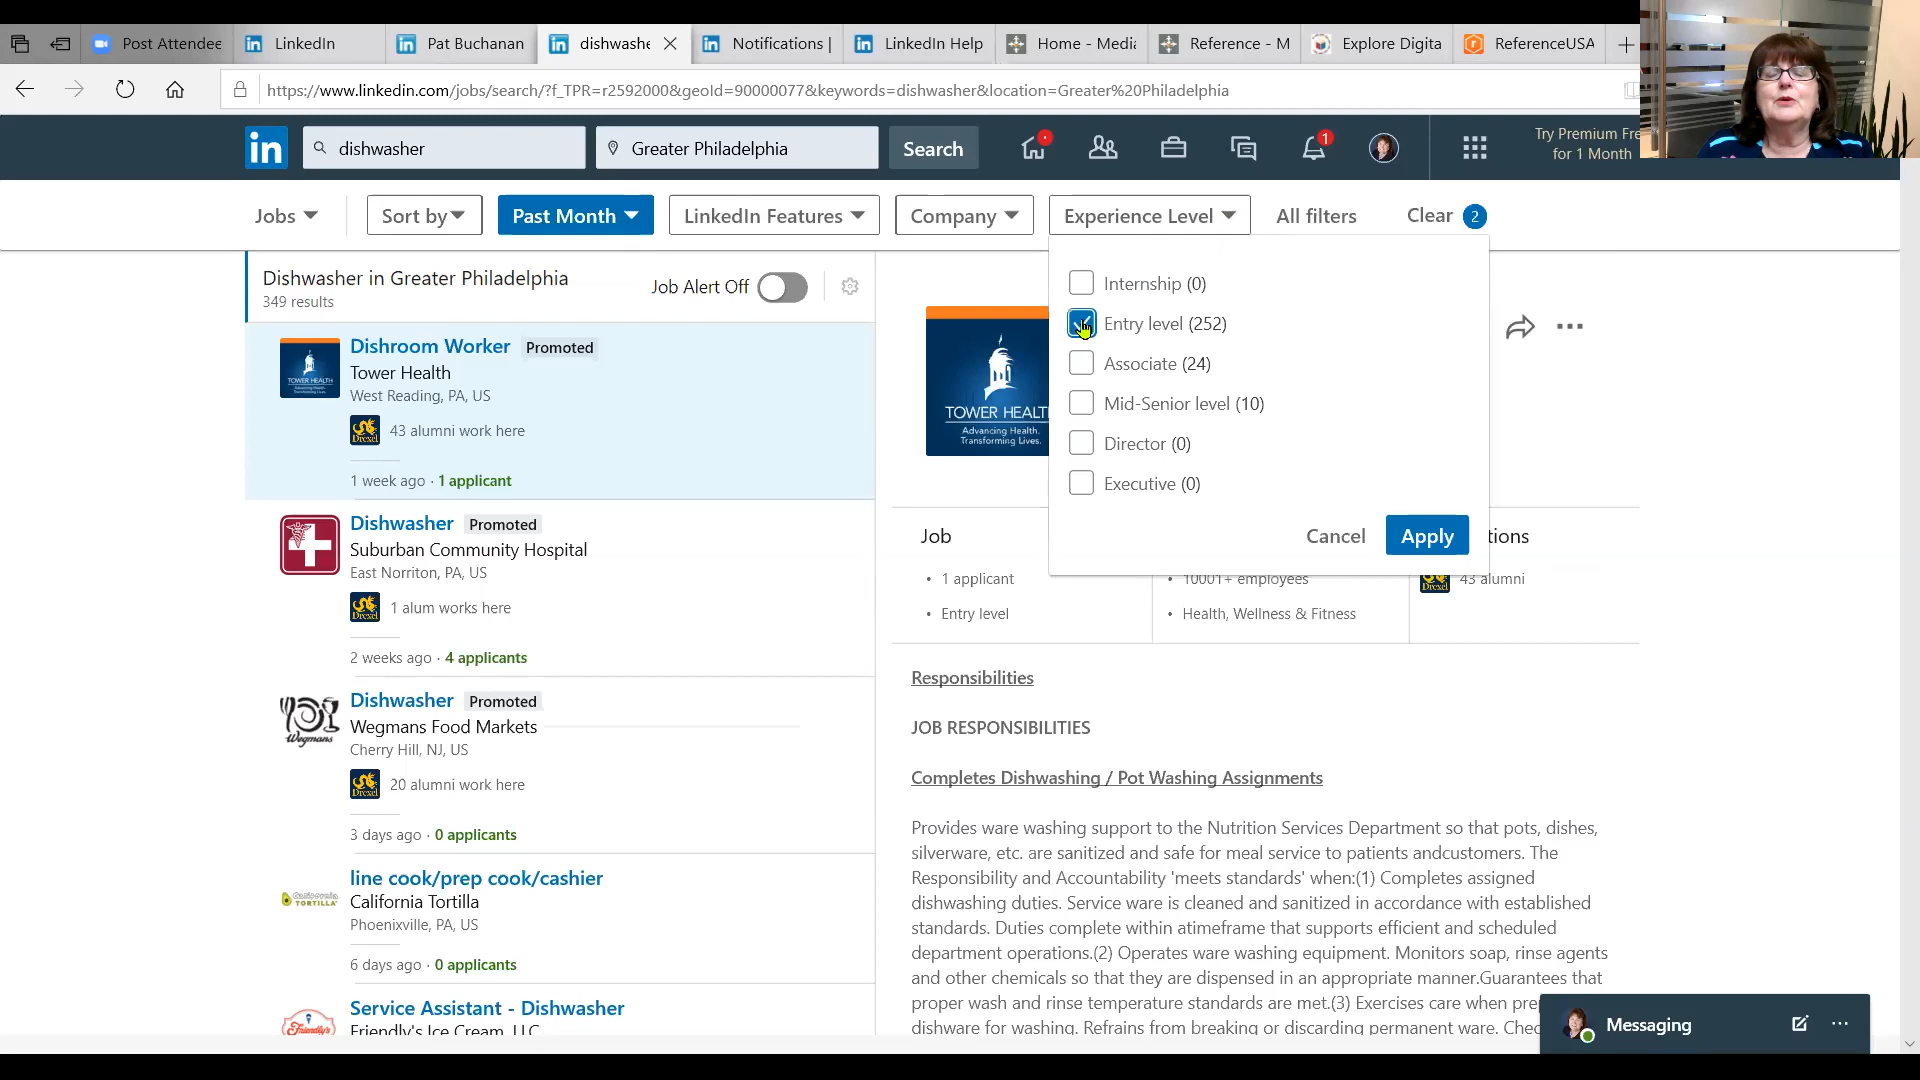 Post Attendee
LinkedIn
Pat Buchanan
dishwashe
Notifications |
LinkedIn Help
Home - Media
Reference - M
Explore Digita
ReferenceUSA
https://www.linkedin.com/jobs/search/?f_TPR=r2592000&geoId=90000077&keywords=dishwasher&location=Greater%20Philadelphia
in
dishwasher
Greater Philadelphia
Search
1
Try Premium Fre
for 1 Month
Jobs
Sort by
Past Month
LinkedIn Features
Company
Experience Level
All filters
Clear 2
Dishwasher in Greater Philadelphia
349 results
Job Alert Off
Internship (0)
Entry level (252)
Associate (24)
Mid-Senior level (10)
Director (0)
Executive (0)
Cancel
Apply
Dishroom Worker Promoted
Tower Health
West Reading, PA, US
Drexel 43 alumni work here
1 week ago · 1 applicant
Dishwasher Promoted
Suburban Community Hospital
East Norriton, PA, US
Drexel 1 alum works here
2 weeks ago · 4 applicants
Dishwasher Promoted
Wegmans Food Markets
Cherry Hill, NJ, US
Drexel 20 alumni work here
3 days ago · 0 applicants
line cook/prep cook/cashier
California Tortilla
Phoenixville, PA, US
6 days ago · 0 applicants
Service Assistant - Dishwasher
Friendly's Ice Cream, LLC
TOWER HEALT
Advancing Health.
Transforming Lives.
Job
tions
• 1 applicant
• Entry level
• 10001+ employees
• Health, Wellness & Fitness
43 alumni
Responsibilities
JOB RESPONSIBILITIES
Completes Dishwashing / Pot Washing Assignments
Provides ware washing support to the Nutrition Services Department so that pots, dishes,
silverware, etc. are sanitized and safe for meal service to patients andcustomers. The
Responsibility and Accountability 'meets standards' when:(1) Completes assigned
dishwashing duties. Service ware is cleaned and sanitized in accordance with established
standards. Duties complete within atimeframe that supports efficient and scheduled
department operations.(2) Operates ware washing equipment. Monitors soap, rinse agents
and other chemicals so that they are dispensed in an appropriate manner.Guarantees that
proper wash and rinse temperature standards are met.(3) Exercises care when pre
dishware for washing. Refrains from breaking or discarding permanent ware. Chec
Messaging